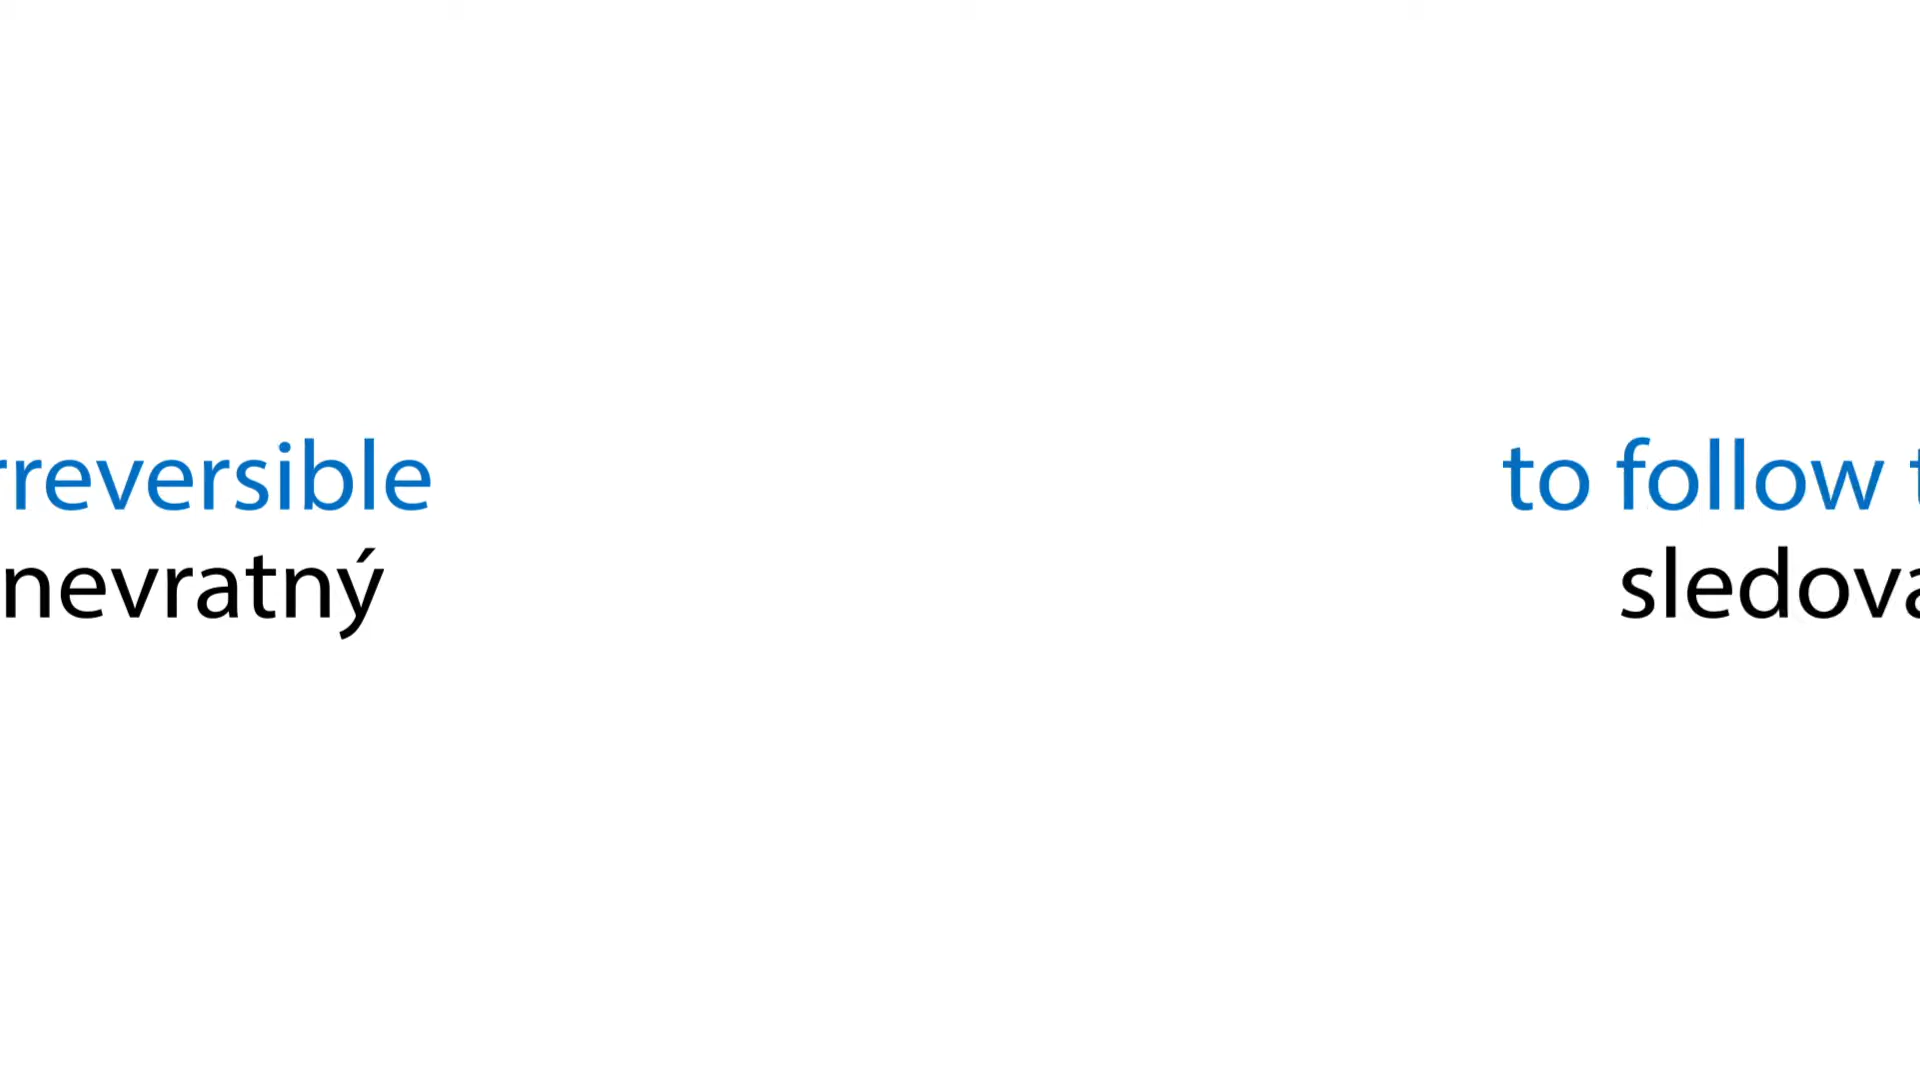 rreversible
nevratný
to follow t
sledova